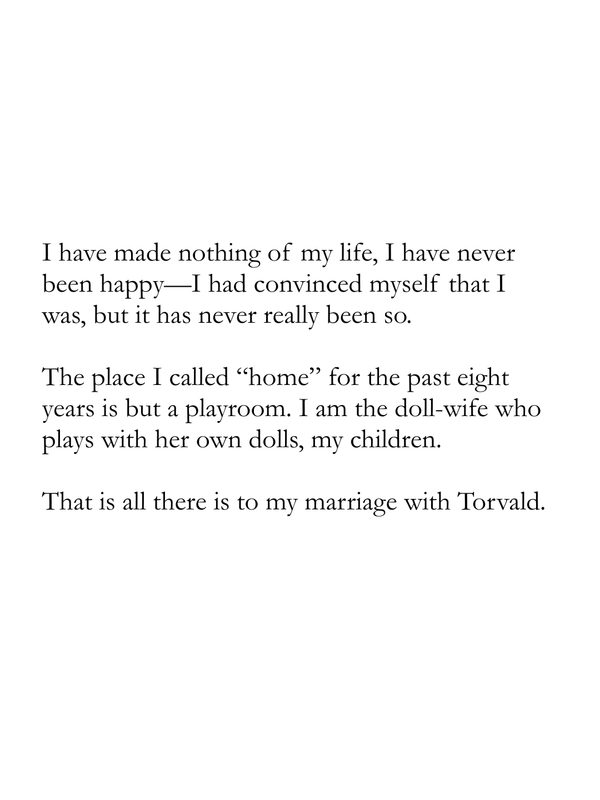 I have made nothing of my life, I have never
been happy—I had convinced myself that I
was, but it has never really been so.
The place I called “home” for the past eight
years is but a playroom. I am the doll-wife who
plays with her own dolls, my children.
That is all there is to my marriage with Torvald.